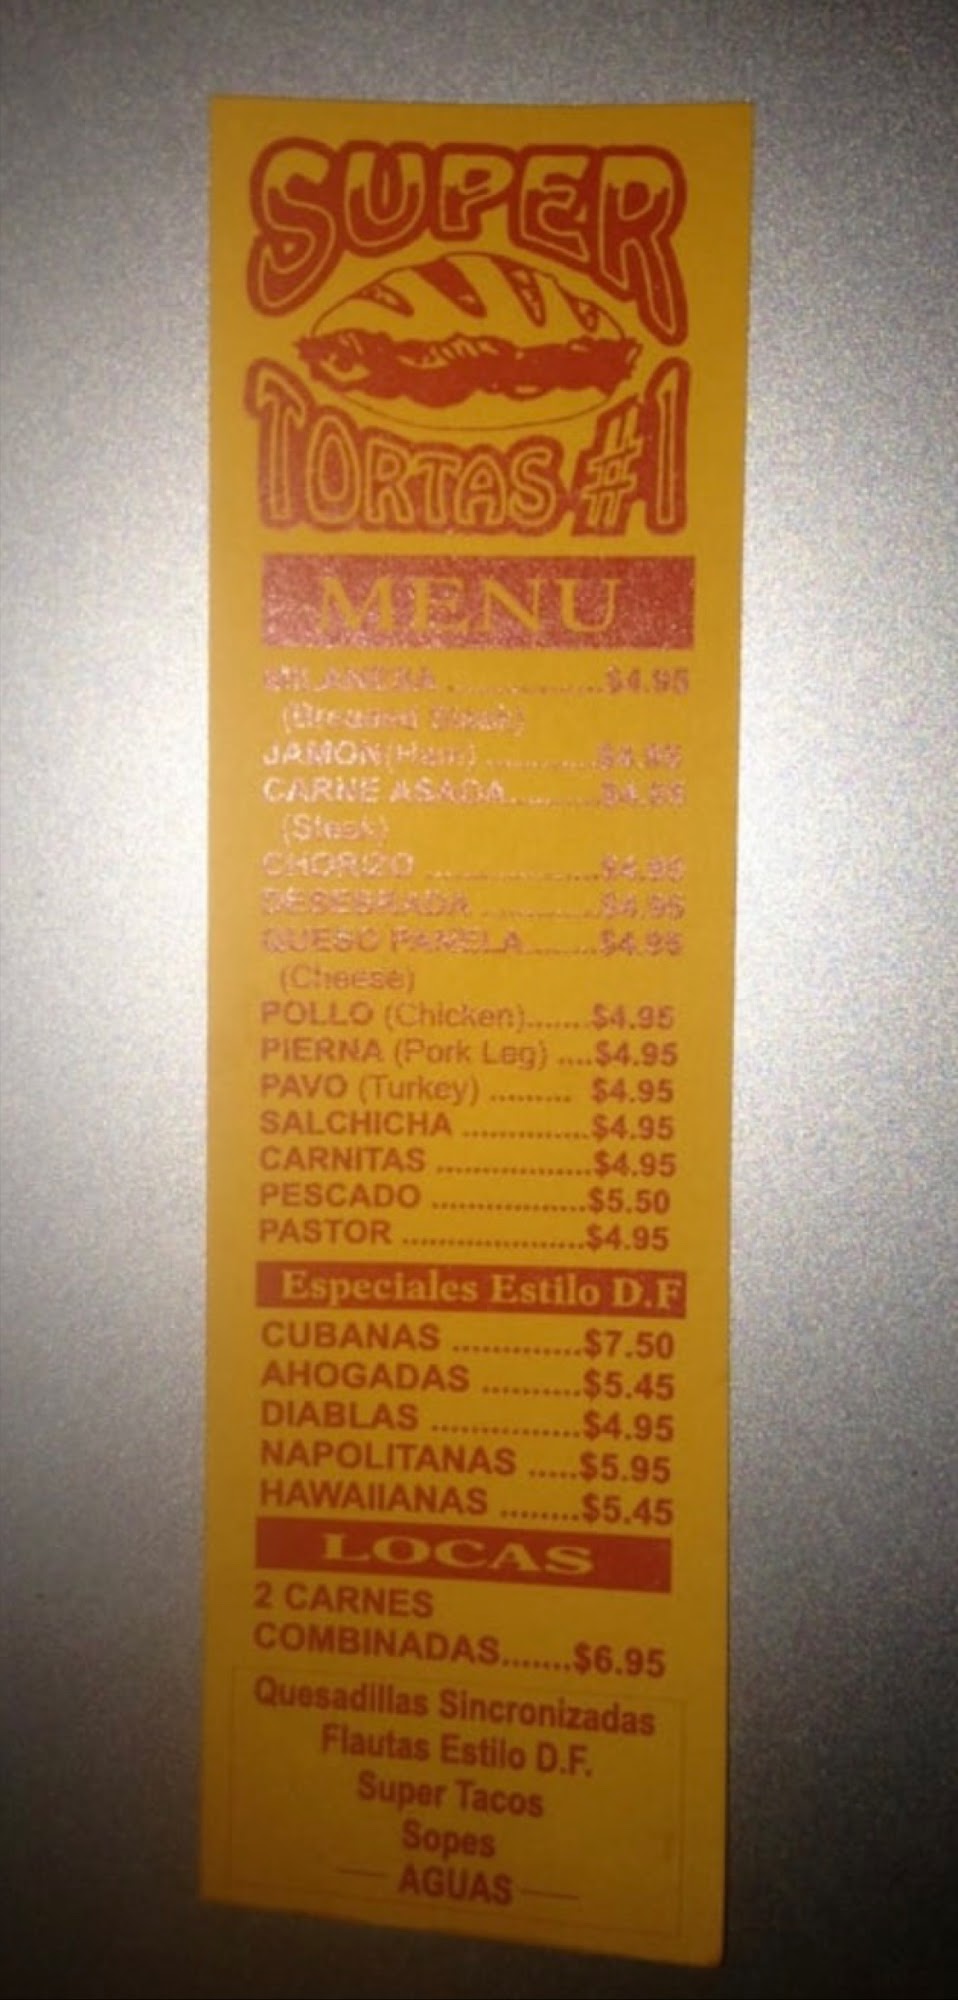 SUPER
TORTAS #1
MENU
MILANESA ....................$4.95
(Breaded Steak)
JAMON(Ham) ..............$4.95
CARNE ASADA...........$4.95
(Steak)
CHORIZO ......................$4.95
DESEBRADA ...............$4.95
QUESO PANELA.........$4.95
(Cheese)
POLLO (Chicken).......$4.95
PIERNA (Pork Leg) ....$4.95
PAVO (Turkey) ......... $4.95
SALCHICHA ..............$4.95
CARNITAS .................$4.95
PESCADO .................$5.50
PASTOR ....................$4.95
Especiales Estilo D.F
CUBANAS .............$7.50
AHOGADAS ..........$5.45
DIABLAS ...............$4.95
NAPOLITANAS .....$5.95
HAWAIIANAS ........$5.45
LOCAS
2 CARNES
COMBINADAS.......$6.95
Quesadillas Sincronizadas
Flautas Estilo D.F.
Super Tacos
Sopes
AGUAS